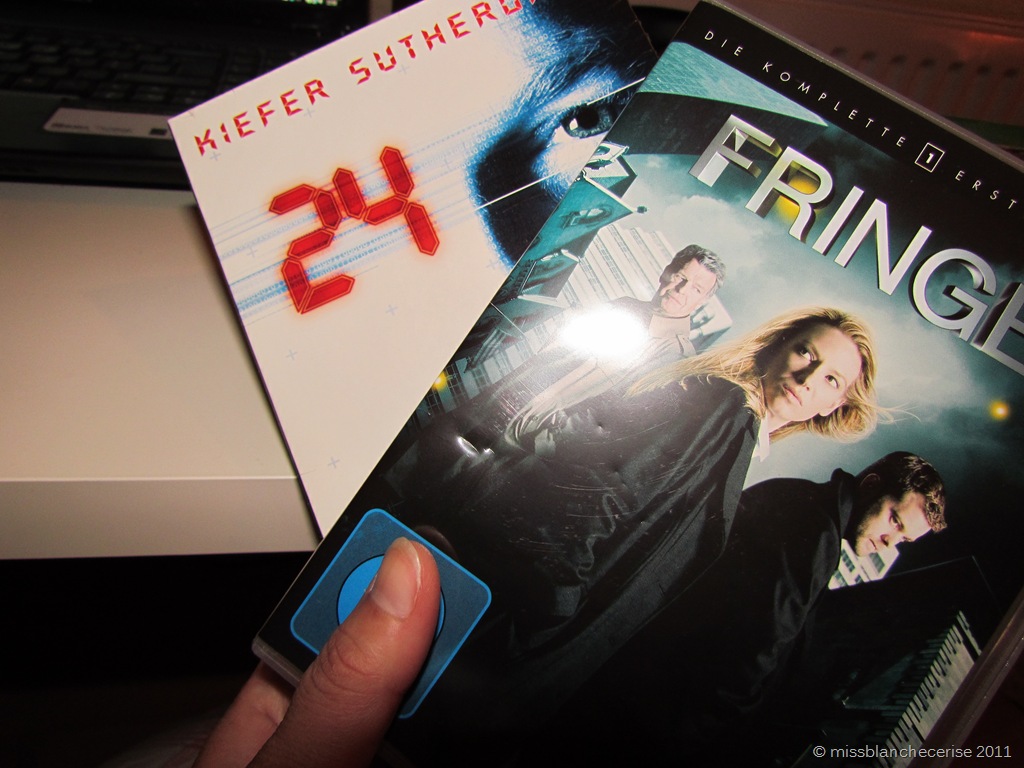 KIEFER SUTHERL
24
DIE KOMPLETTE 1 ERST
FRINGE
© missblanchecerise 2011